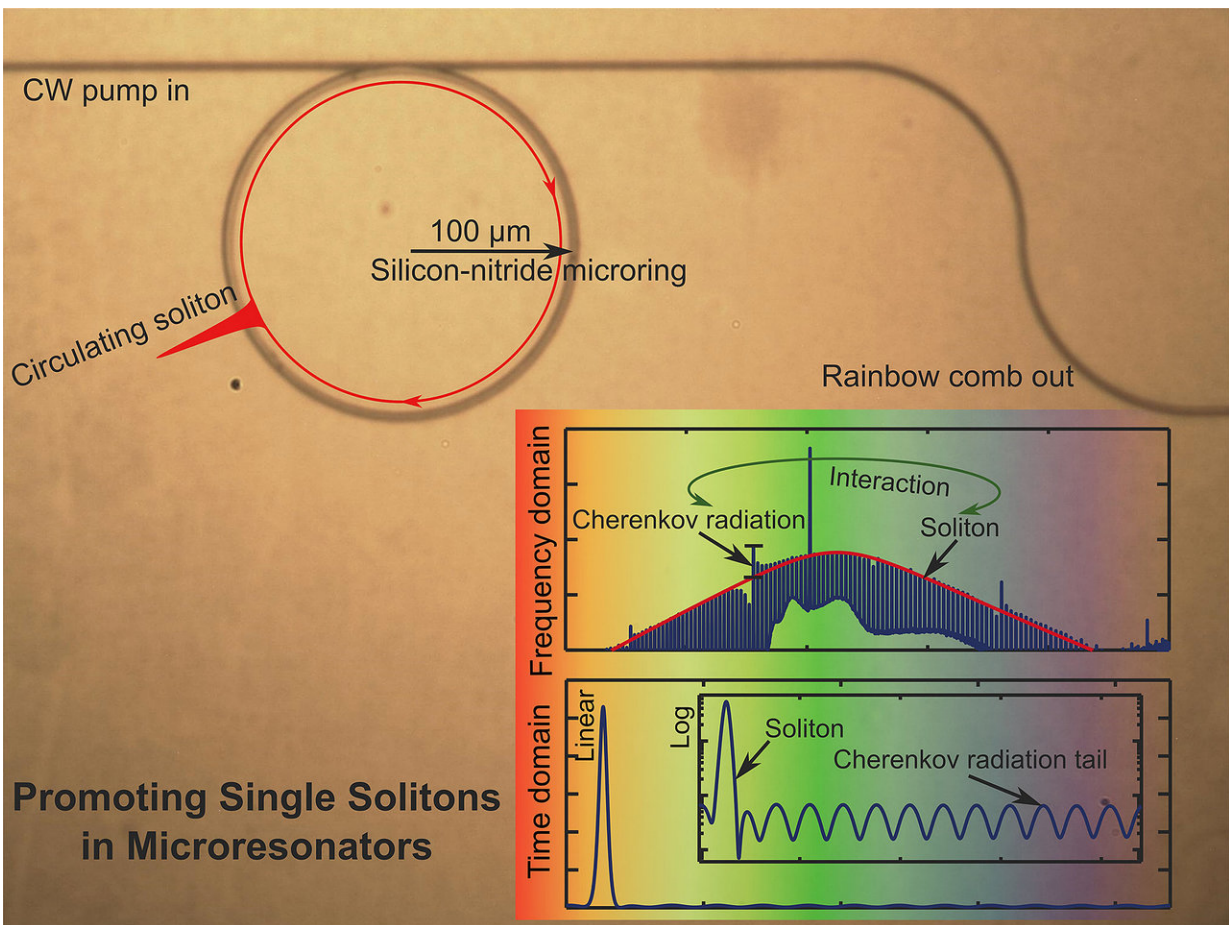 CW pump in
100 µm
Silicon-nitride microring
Circulating soliton
Rainbow comb out
Frequency domain
Interaction
Cherenkov radiation
Soliton
Time domain
Linear
Log
Soliton
Cherenkov radiation tail
Promoting Single Solitons
in Microresonators